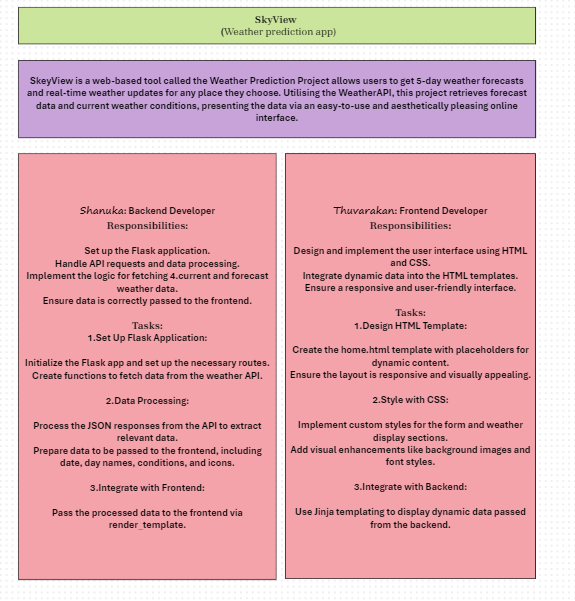 SkyView
(Weather prediction app)
SkeyView is a web-based tool called the Weather Prediction Project allows users to get 5-day weather forecasts
and real-time weather updates for any place they choose. Utilising the WeatherAPI, this project retrieves forecast
data and current weather conditions, presenting the data via an easy-to-use and aesthetically pleasing online
interface.
Shanuka: Backend Developer
Responsibilities:
Set up the Flask application.
Handle API requests and data processing.
Implement the logic for fetching 4.current and forecast
weather data.
Ensure data is correctly passed to the frontend.
Tasks:
1.Set Up Flask Application:
Initialize the Flask app and set up the necessary routes.
Create functions to fetch data from the weather API.
2.Data Processing:
Process the JSON responses from the API to extract
relevant data.
Prepare data to be passed to the frontend, including
date, day names, conditions, and icons.
3.Integrate with Frontend:
Pass the processed data to the frontend via
render_template.
Thuvarakan: Frontend Developer
Responsibilities:
Design and implement the user interface using HTML
and CSS.
Integrate dynamic data into the HTML templates.
Ensure a responsive and user-friendly interface.
Tasks:
1.Design HTML Template:
Create the home.html template with placeholders for
dynamic content.
Ensure the layout is responsive and visually appealing.
2.Style with CSS:
Implement custom styles for the form and weather
display sections.
Add visual enhancements like background images and
font styles.
3.Integrate with Backend:
Use Jinja templating to display dynamic data passed
from the backend.